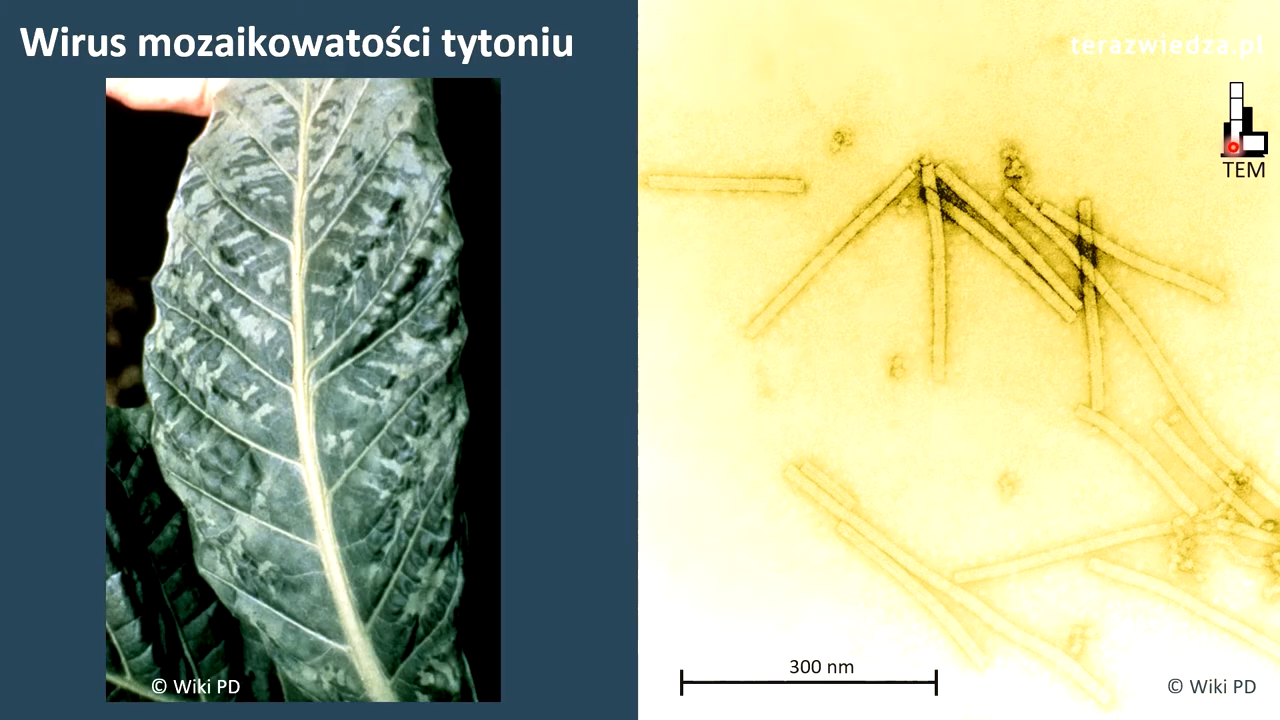 Wirus mozaikowatości tytoniu
terazwiedza.pl
TEM
300 nm
© Wiki PD
© Wiki PD